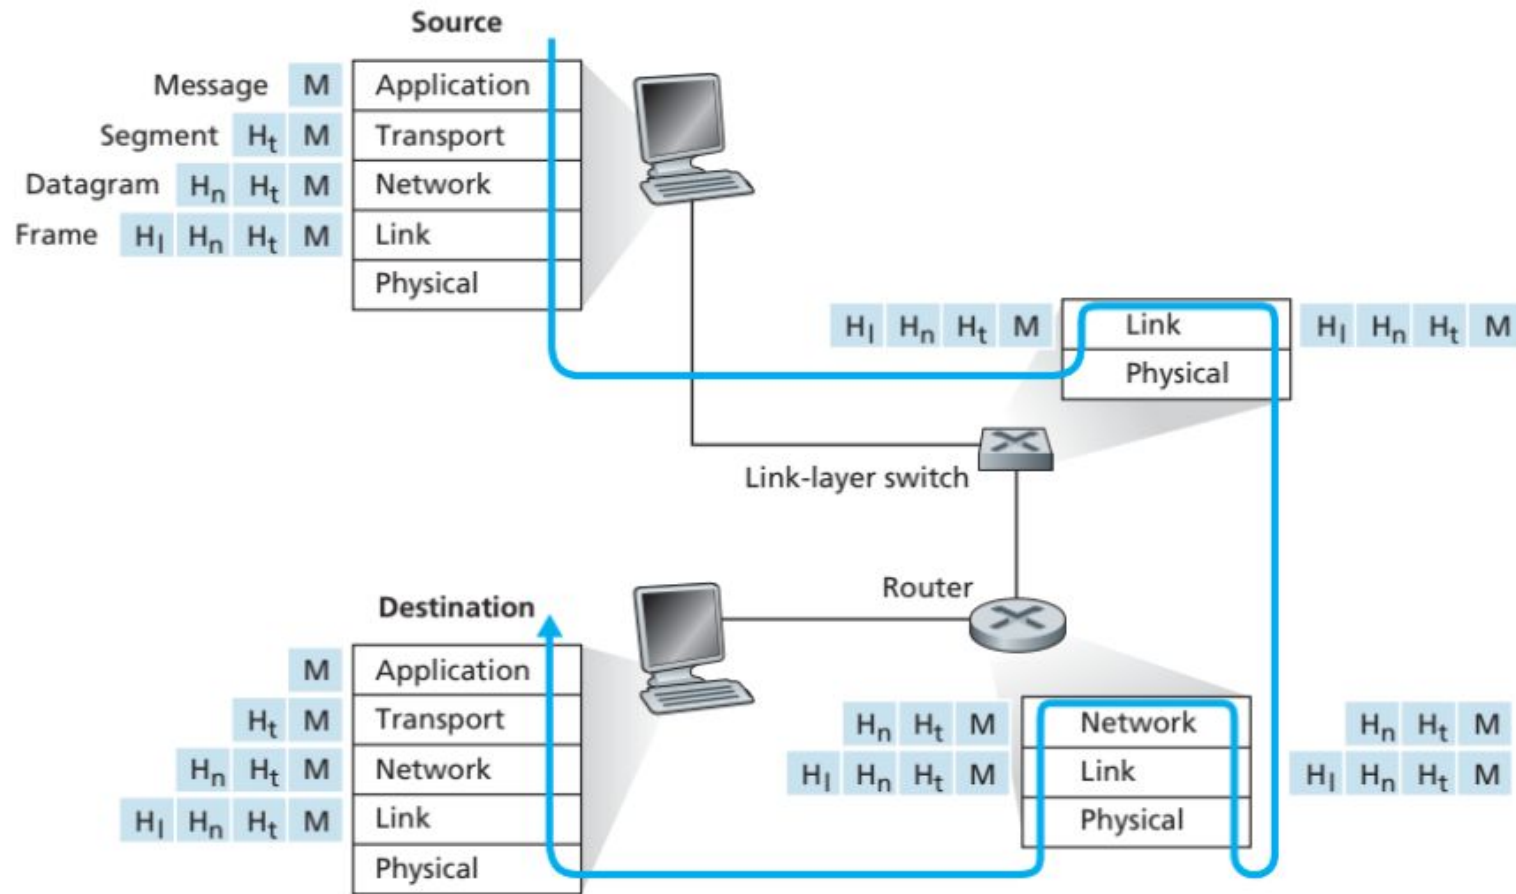 Source
Message M Application
Segment Ht M Transport
Datagram Hn Ht M Network
Frame Hl Hn Ht M Link
Physical
Hl Hn Ht M Link Hl Hn Ht M
Physical
Link-layer switch
Router
Destination
M Application
Ht M Transport
Hn Ht M Network
Hl Hn Ht M Link
Physical
Hn Ht M Network Hn Ht M
Hl Hn Ht M Link Hl Hn Ht M
Physical